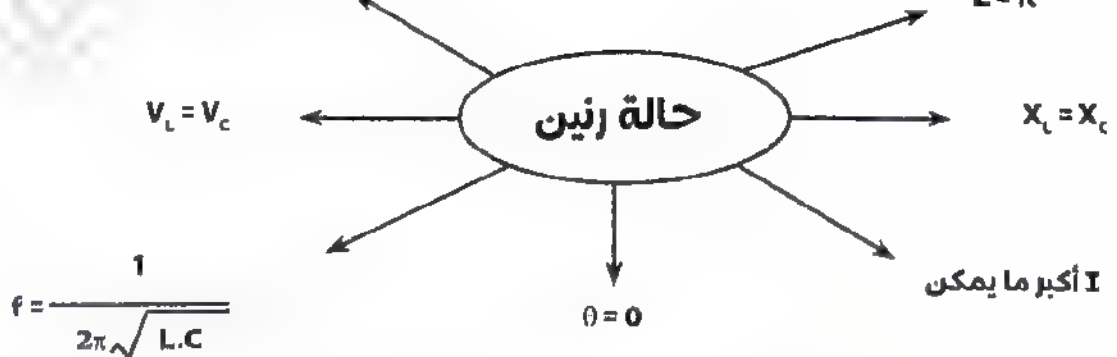 حالة رنين
V_L = V_C
X_L = X_C
I أكبر ما يمكن
θ = 0
f = 1 / 2π√L.C